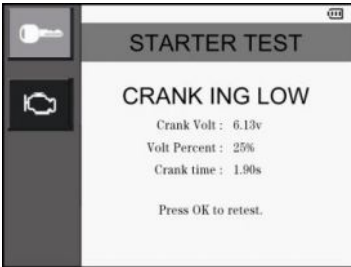 STARTER TEST
CRANK ING LOW
Crank Volt : 6.13v
Volt Percent : 25%
Crank time : 1.90s
Press OK to retest.